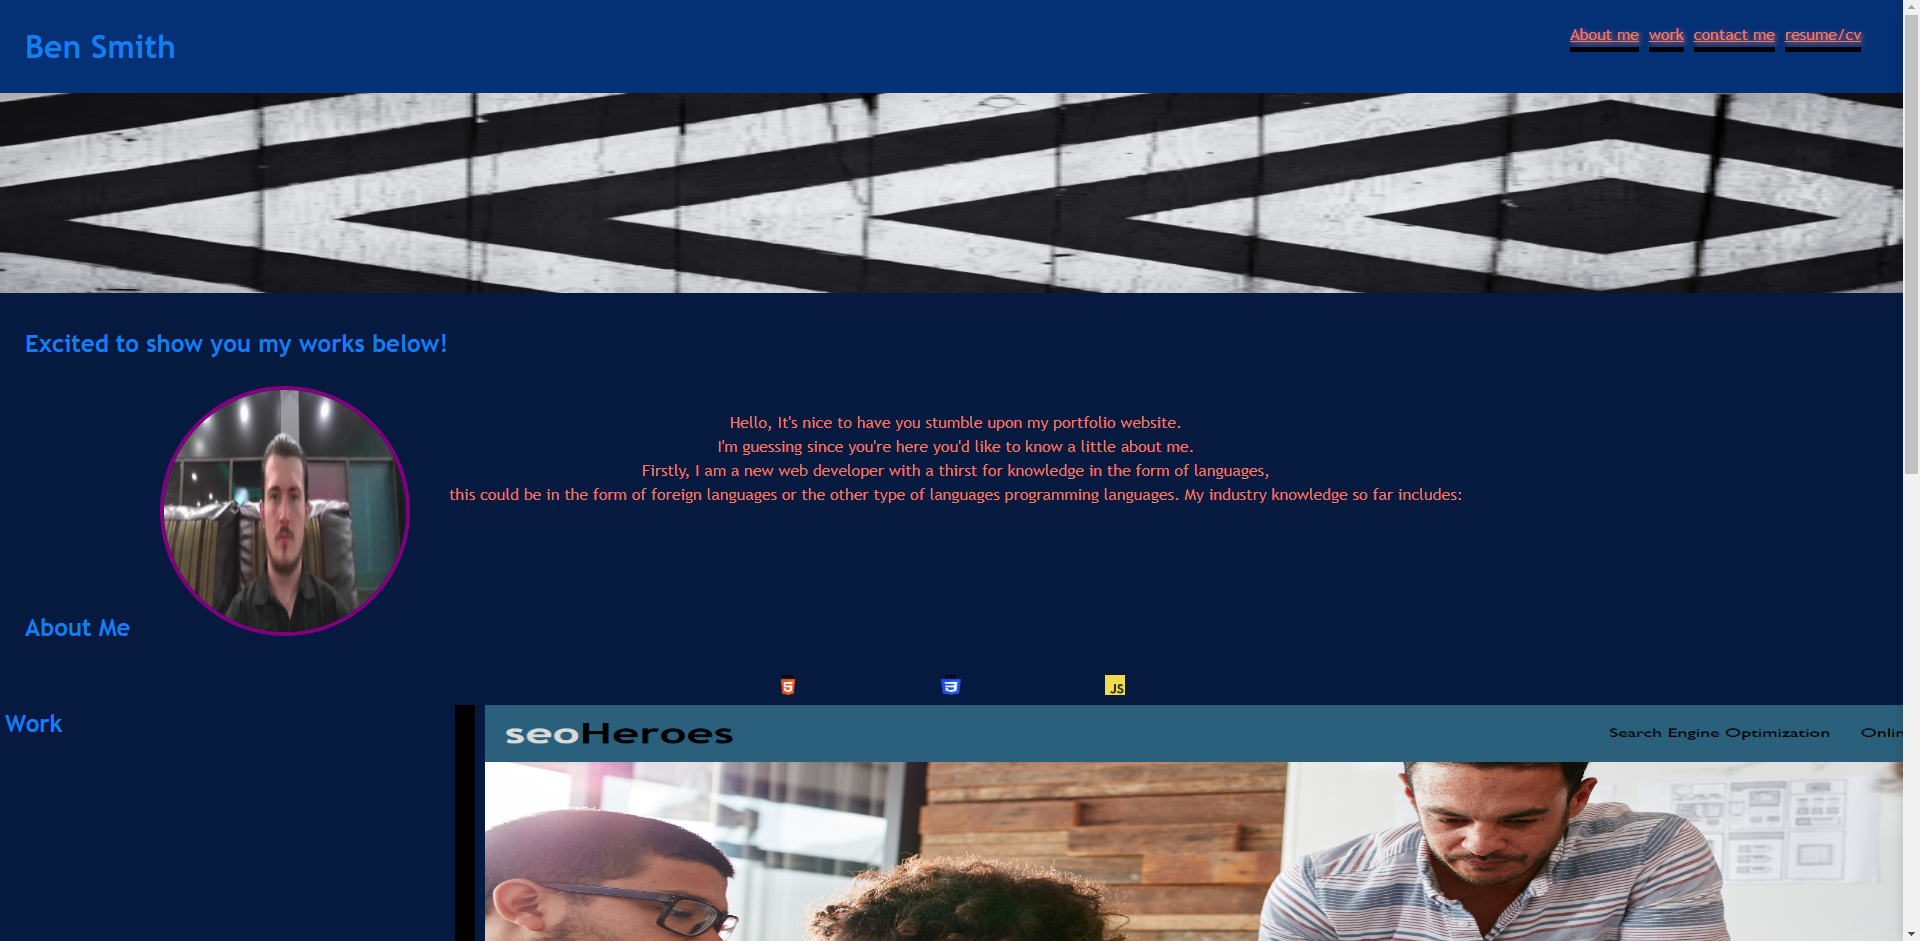 Ben Smith
About me work contact me resume/cv
Excited to show you my works below!
Hello, It's nice to have you stumble upon my portfolio website.
I'm guessing since you're here you'd like to know a little about me.
Firstly, I am a new web developer with a thirst for knowledge in the form of languages,
this could be in the form of foreign languages or the other type of languages programming languages. My industry knowledge so far includes:
About Me
5
3
JS
Work
seoHeroes
Search Engine Optimization